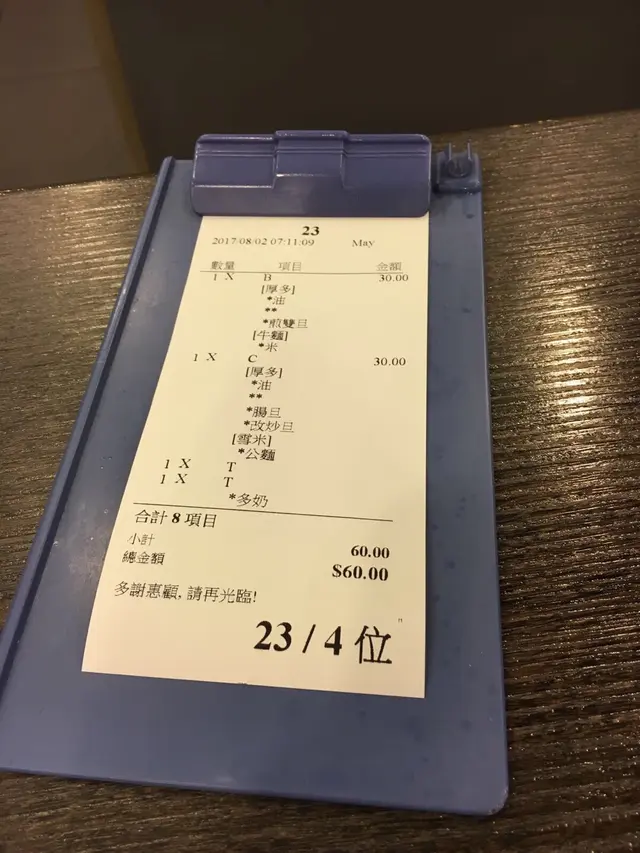 23
2017/08/02 07:11:09 May
數量 項目 金額
1 X B 30.00
[厚多]
*油
**
*煎雙旦
[牛麵]
*米
1 X C 30.00
[厚多]
*油
**
*腸旦
*改炒旦
[雪米]
*公麵
1 X T
1 X T
*多奶
合計 8 項目
小計 60.00
總金額 $60.00
多謝惠顧, 請再光臨!
23 / 4 位